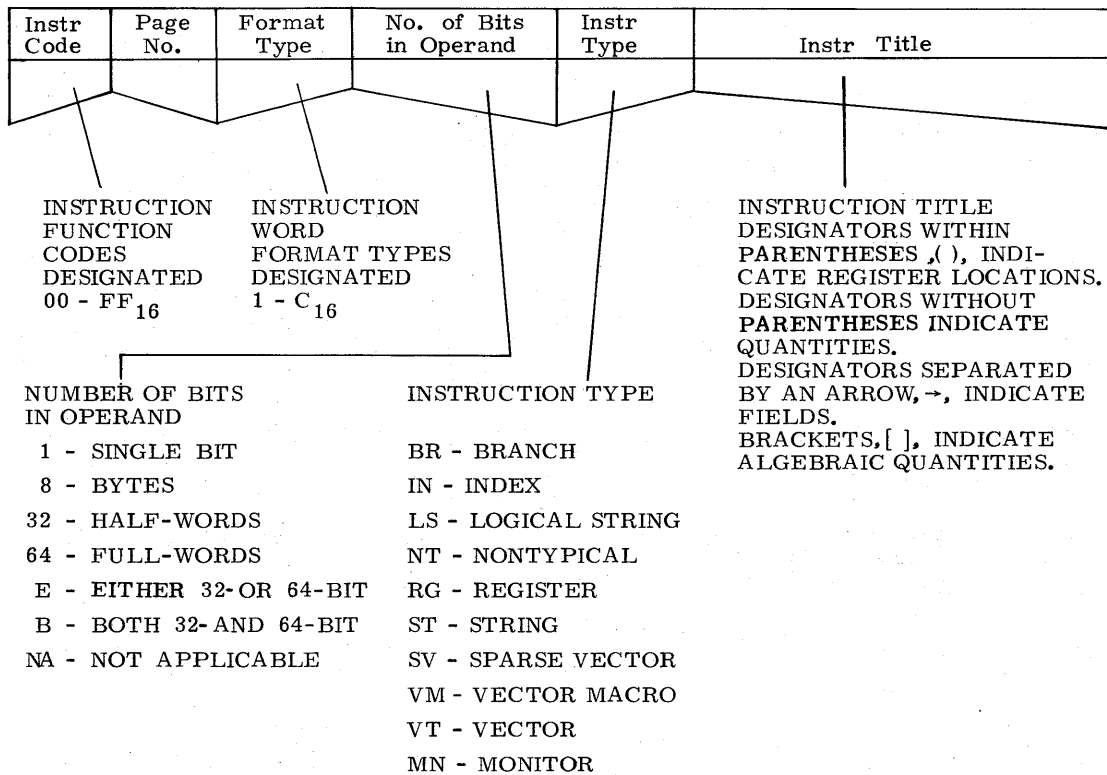 Instr Code
Page No.
Format Type
No. of Bits in Operand
Instr Type
Instr Title
INSTRUCTION
FUNCTION
CODES
DESIGNATED
00 - FF16
INSTRUCTION
WORD
FORMAT TYPES
DESIGNATED
1 - C16
INSTRUCTION TITLE
DESIGNATORS WITHIN
PARENTHESES ,( ), INDI-
CATE REGISTER LOCATIONS.
DESIGNATORS WITHOUT
PARENTHESES INDICATE
QUANTITIES.
DESIGNATORS SEPARATED
BY AN ARROW,→, INDICATE
FIELDS.
BRACKETS,[ ], INDICATE
ALGEBRAIC QUANTITIES.
NUMBER OF BITS
IN OPERAND
1 - SINGLE BIT
8 - BYTES
32 - HALF-WORDS
64 - FULL-WORDS
E - EITHER 32-OR 64-BIT
B - BOTH 32-AND 64-BIT
NA - NOT APPLICABLE
INSTRUCTION TYPE
BR - BRANCH
IN - INDEX
LS - LOGICAL STRING
NT - NONTYPICAL
RG - REGISTER
ST - STRING
SV - SPARSE VECTOR
VM - VECTOR MACRO
VT - VECTOR
MN - MONITOR